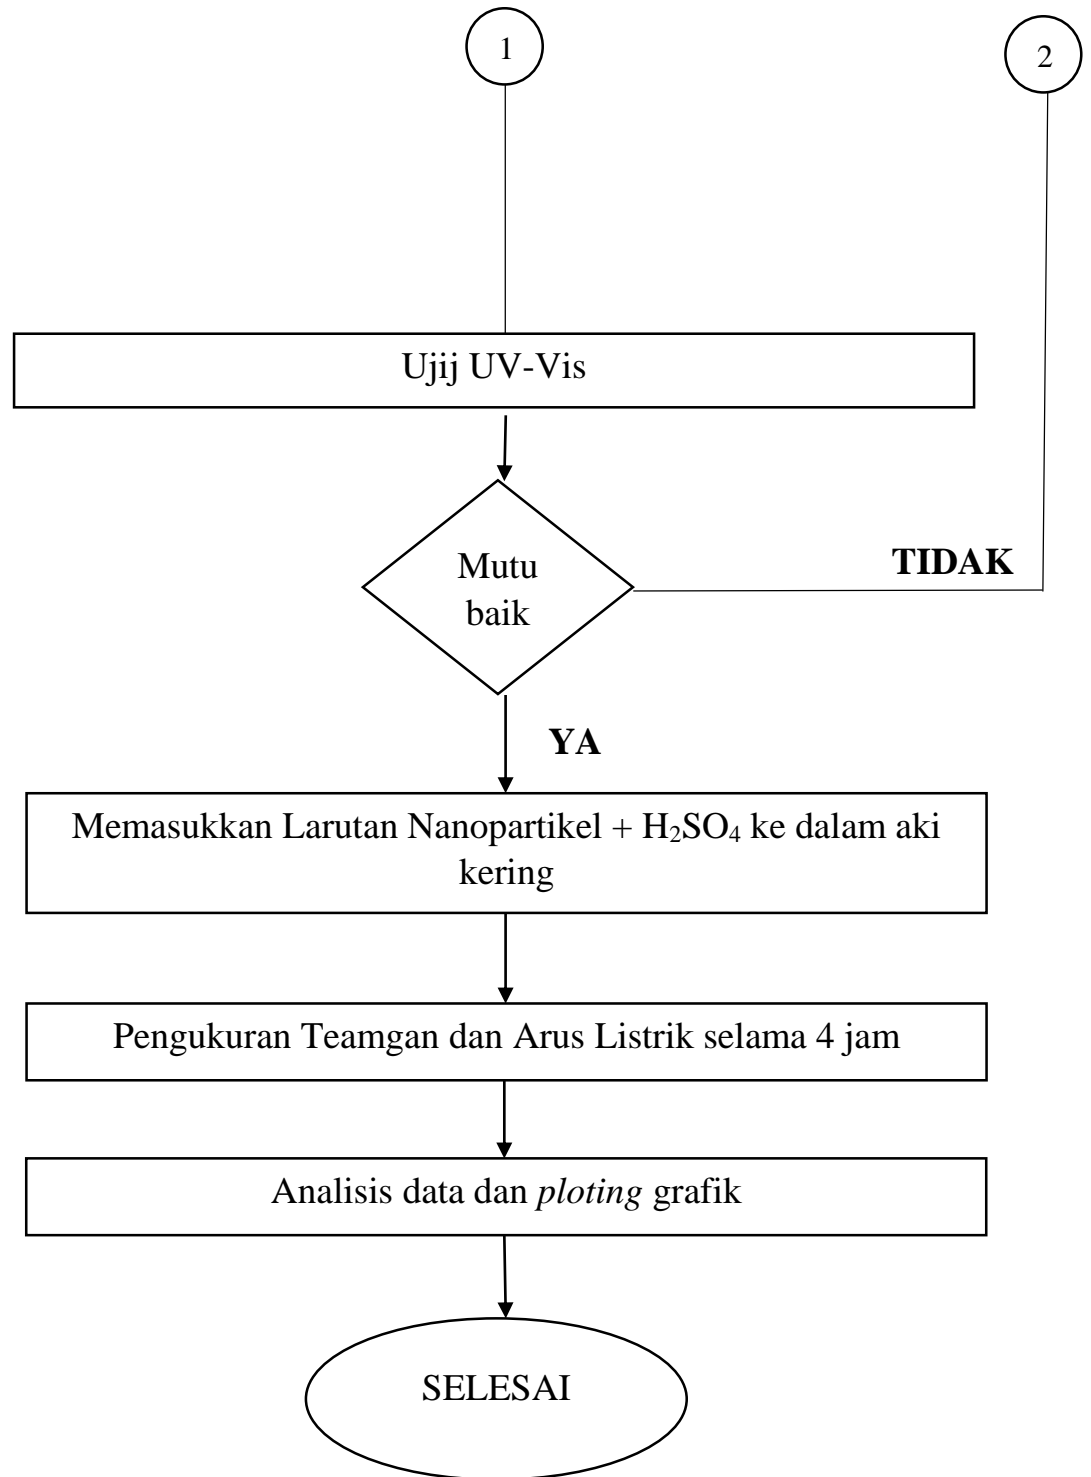 1
2
Ujij UV-Vis
Mutu
baik
TIDAK
YA
Memasukkan Larutan Nanopartikel + H₂SO₄ ke dalam aki
kering
Pengukuran Teamgan dan Arus Listrik selama 4 jam
Analisis data dan ploting grafik
SELESAI